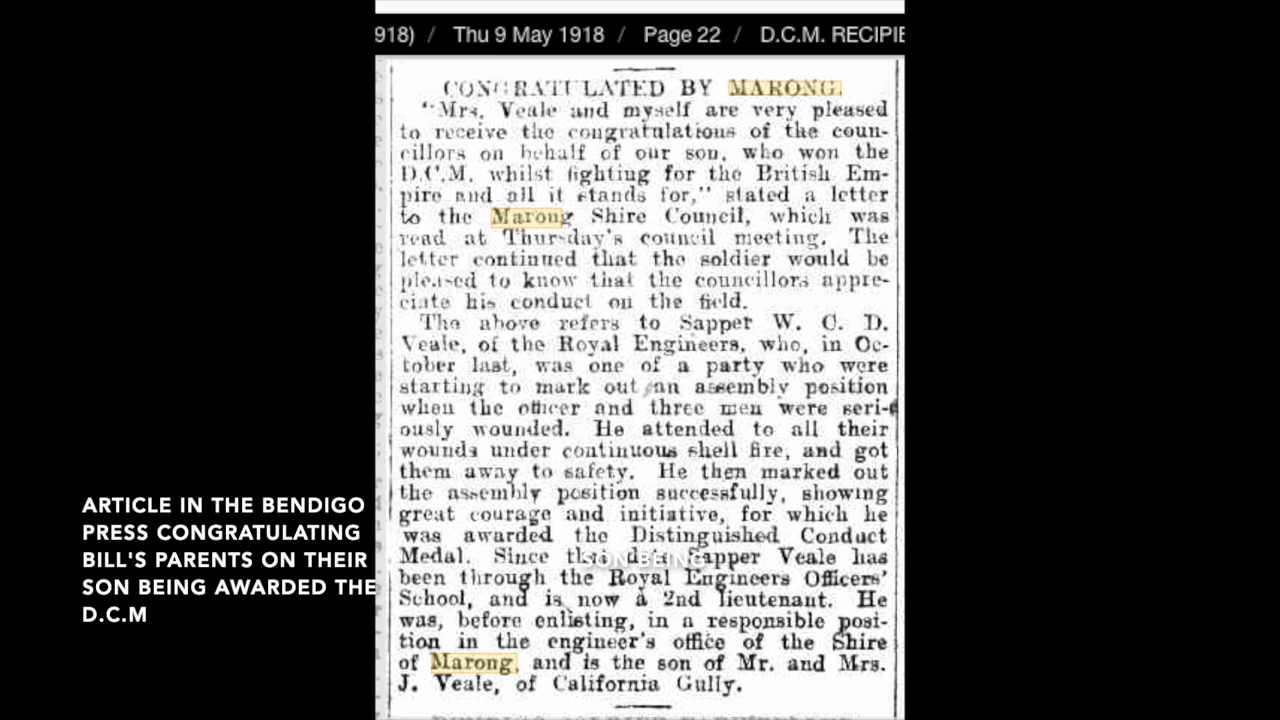 918) / Thu 9 May 1918 / Page 22 / D.C.M. RECIPIE
CONGRATULATED BY MARONG.
"Mrs. Veale and myself are very pleased
to receive the congratulations of the coun-
cillors on behalf of our son, who won the
D.C.M. whilst fighting for the British Em-
pire and all it stands for," stated a letter
to the Marong Shire Council, which was
read at Thursday's council meeting. The
letter continued that the soldier would be
pleased to know that the councillors appre-
ciate his conduct on the field.
The above refers to Sapper W. C. D.
Veale, of the Royal Engineers, who, in Oc-
tober last, was one of a party who were
starting to mark out an assembly position
when the officer and three men were seri-
ously wounded. He attended to all their
wounds under continuous shell fire, and got
them away to safety. He then marked out
the assembly position successfully, showing
great courage and initiative, for which he
was awarded the Distinguished Conduct
Medal. Since Sapper Veale has
SON BEING
been through the Royal Engineers Officers'
School, and is now a 2nd lieutenant. He
was, before enlisting, in a responsible posi-
tion in the engineer's office of the Shire
of Marong, and is the son of Mr. and Mrs.
J. Veale, of California Gully.
ARTICLE IN THE BENDIGO
PRESS CONGRATULATING
BILL'S PARENTS ON THEIR
SON BEING AWARDED THE
D.C.M